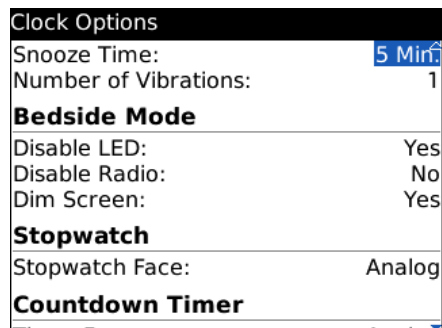 Clock Options
Snooze Time: 5 Min.
Number of Vibrations: 1
Bedside Mode
Disable LED: Yes
Disable Radio: No
Dim Screen: Yes
Stopwatch
Stopwatch Face: Analog
Countdown Timer